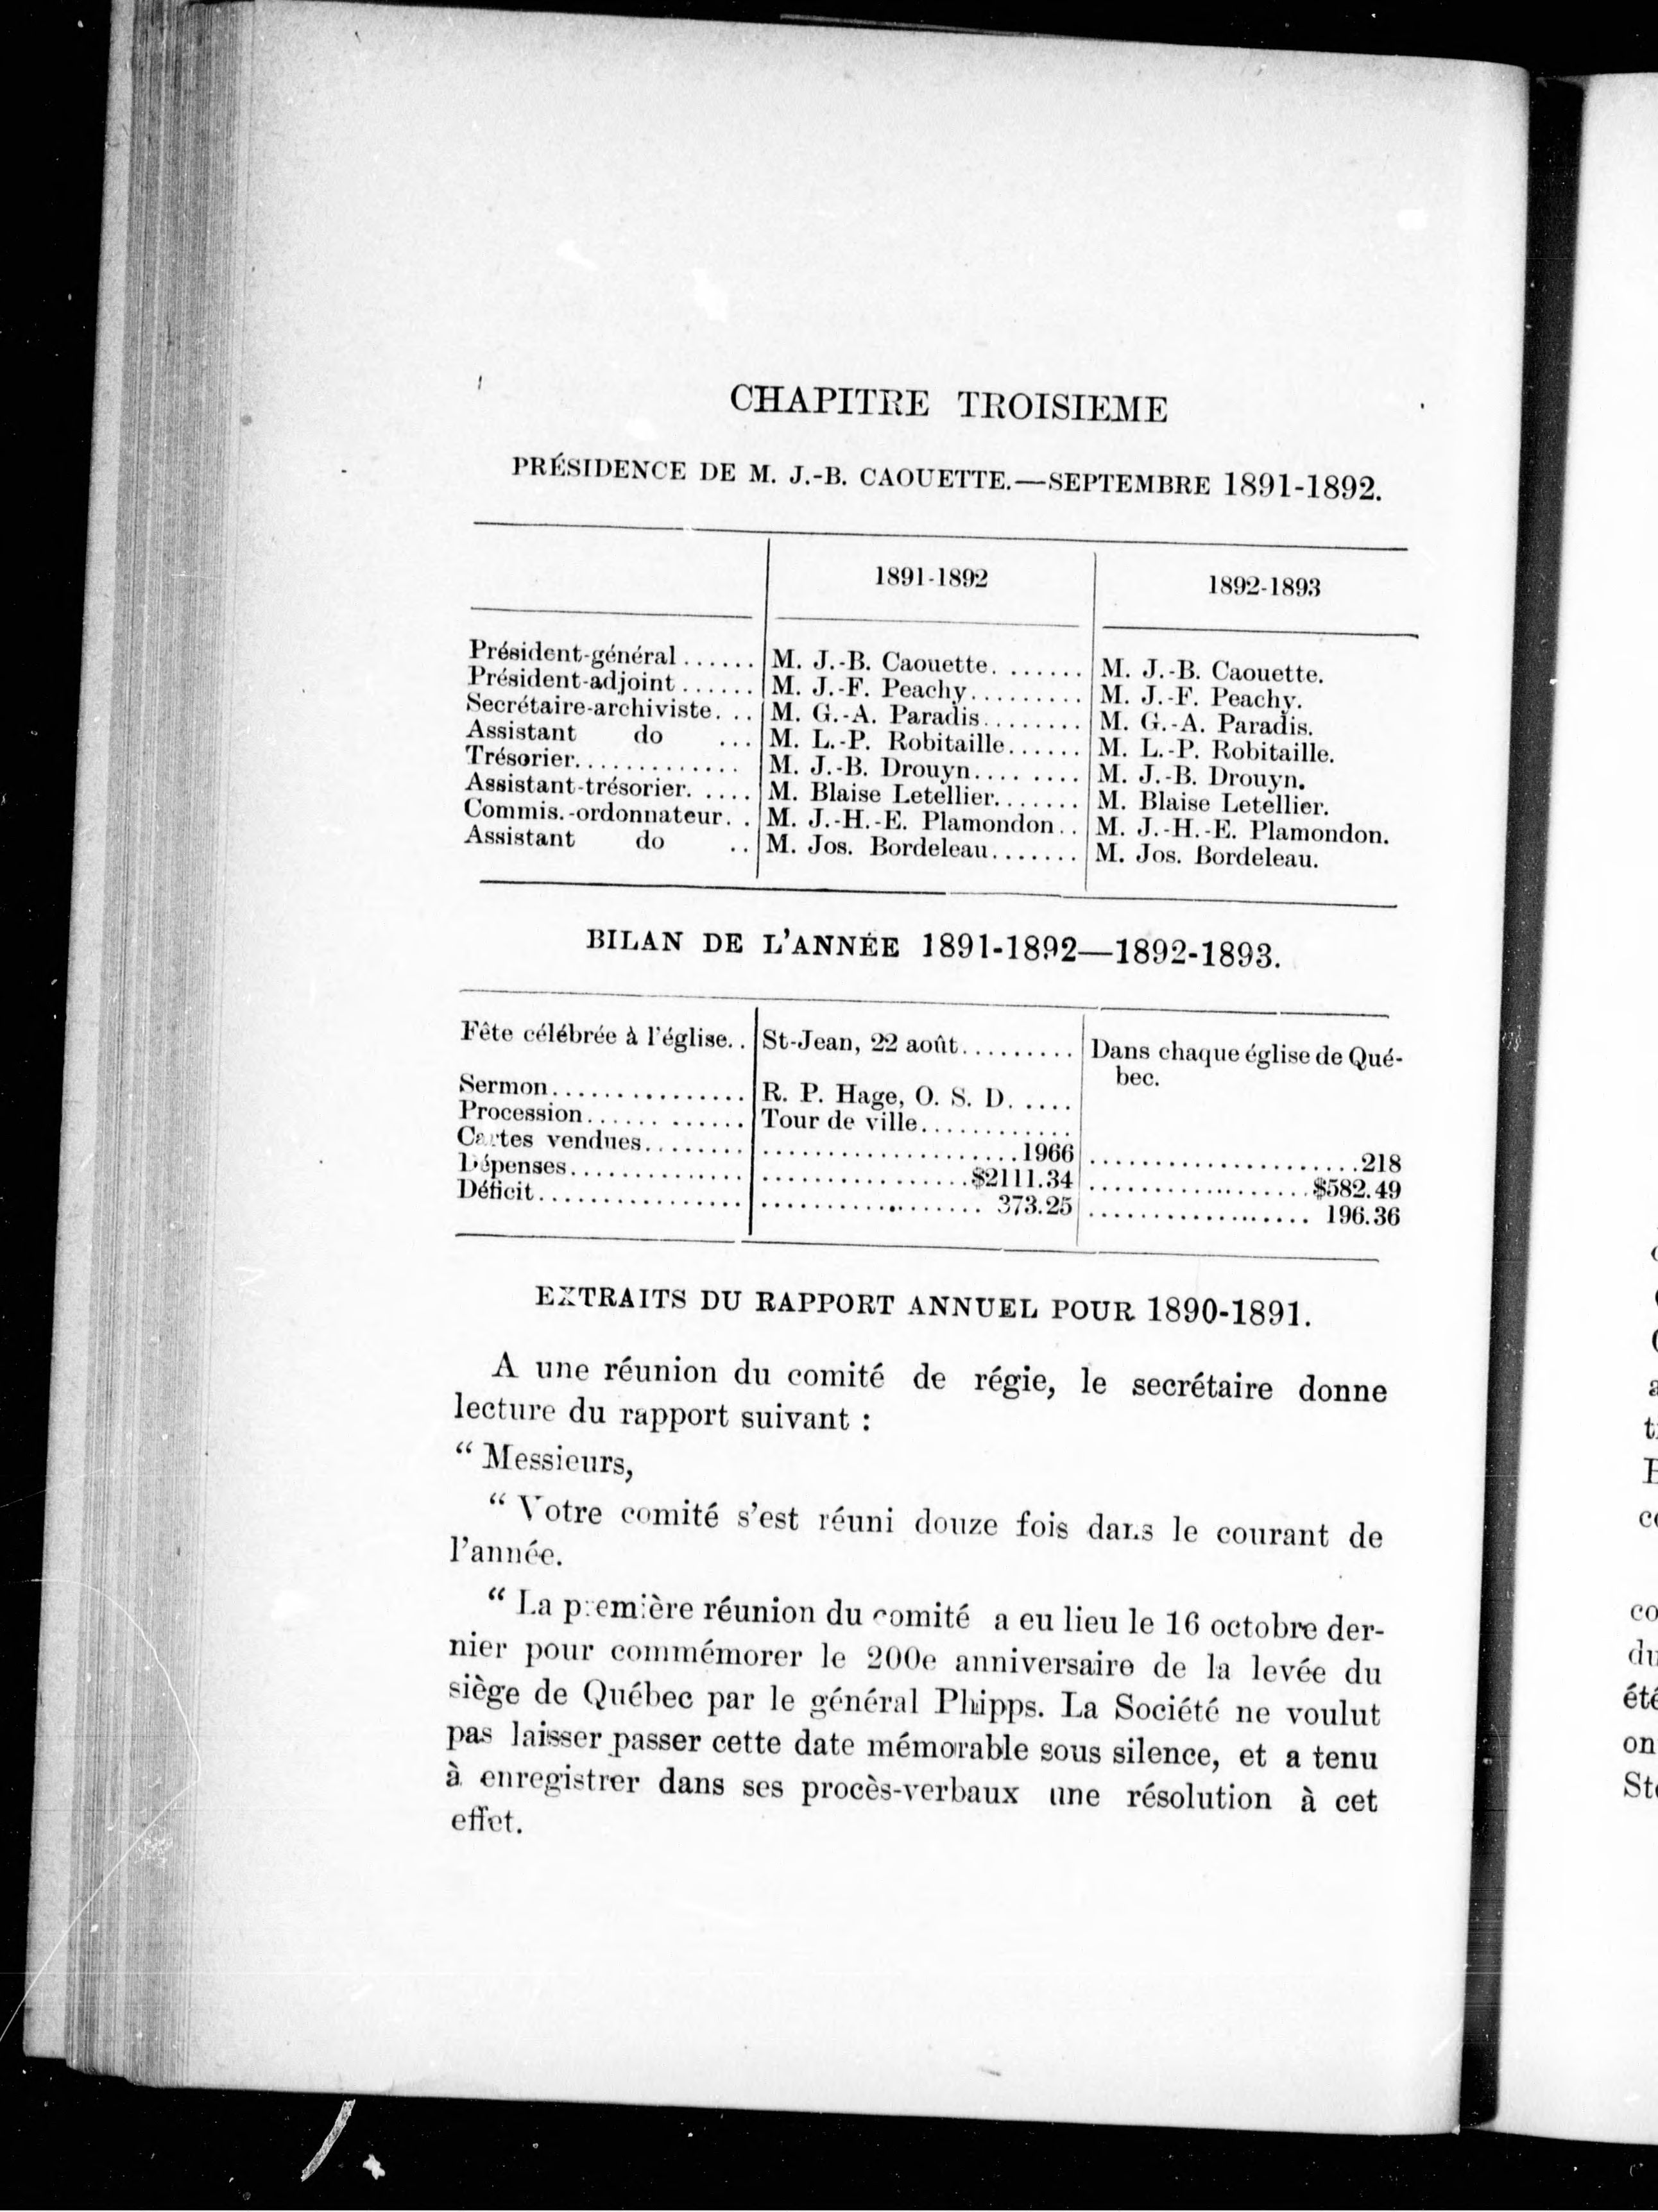 CHAPITRE TROISIEME
PRÉSIDENCE DE M. J.-B. CAOUETTE.—SEPTEMBRE 1891-1892.
1891-1892 1892-1893
Président-général...... M. J.-B. Caouette........ M. J.-B. Caouette.
Président-adjoint...... M. J.-F. Peachy......... M. J.-F. Peachy.
Secrétaire-archiviste... M. G.-A. Paradis........ M. G.-A. Paradis.
Assistant do ... M. L.-P. Robitaille...... M. L.-P. Robitaille.
Trésorier............. M. J.-B. Drouyn......... M. J.-B. Drouyn.
Assistant-trésorier..... M. Blaise Letellier....... M. Blaise Letellier.
Commis.-ordonnateur.. M. J.-H.-E. Plamondon.. M. J.-H.-E. Plamondon.
Assistant do .. M. Jos. Bordeleau....... M. Jos. Bordeleau.
BILAN DE L'ANNÉE 1891-1892—1892-1893.
Fête célébrée à l'église.. St-Jean, 22 août......... Dans chaque église de Qué-
bec.
Sermon............... R. P. Hage, O. S. D. ....
Procession............ Tour de ville............
Cartes vendues........ ....................1966 .....................218
Dépenses.............. ................$2111.34 .................$582.49
Déficit................ ................. 373.25 ................. 196.36
EXTRAITS DU RAPPORT ANNUEL POUR 1890-1891.
A une réunion du comité de régie, le secrétaire donne
lecture du rapport suivant :
“ Messieurs,
“ Votre comité s'est réuni douze fois dans le courant de
l'année.
“ La première réunion du comité a eu lieu le 16 octobre der-
nier pour commémorer le 200e anniversaire de la levée du
siège de Québec par le général Phipps. La Société ne voulut
pas laisser passer cette date mémorable sous silence, et a tenu
à enregistrer dans ses procès-verbaux une résolution à cet
effet.